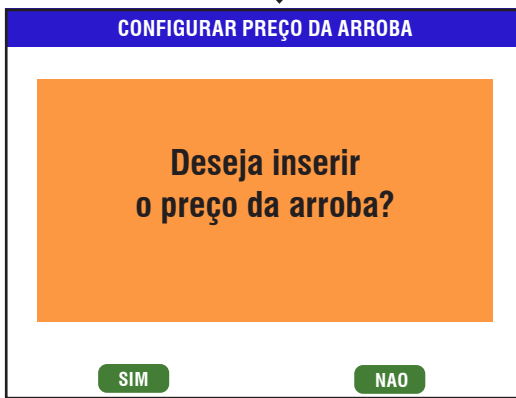 CONFIGURAR PREÇO DA ARROBA
Deseja inserir
o preço da arroba?
SIM
NAO